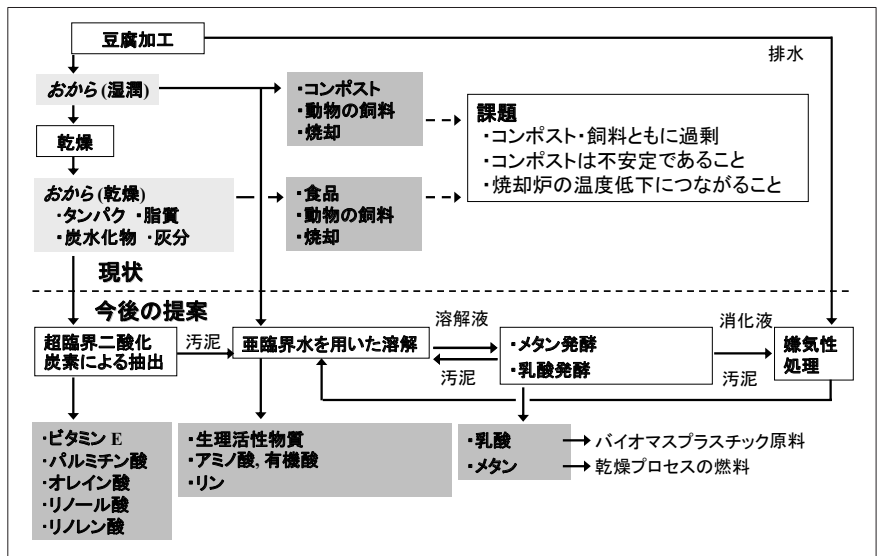 豆腐加工
排水
おから(湿潤)
・コンポスト
・動物の飼料
・焼却
課題
・コンポスト・飼料ともに過剰
・コンポストは不安定であること
・焼却炉の温度低下につながること
乾燥
おから(乾燥)
・タンパク ・脂質
・炭水化物 ・灰分
・食品
・動物の飼料
・焼却
現状
今後の提案
超臨界二酸化
炭素による抽出
汚泥
亜臨界水を用いた溶解
溶解液
汚泥
・メタン発酵
・乳酸発酵
消化液
汚泥
嫌気性
処理
・ビタミン E
・パルミチン酸
・オレイン酸
・リノール酸
・リノレン酸
・生理活性物質
・アミノ酸, 有機酸
・リン
・乳酸
・メタン
バイオマスプラスチック原料
乾燥プロセスの燃料